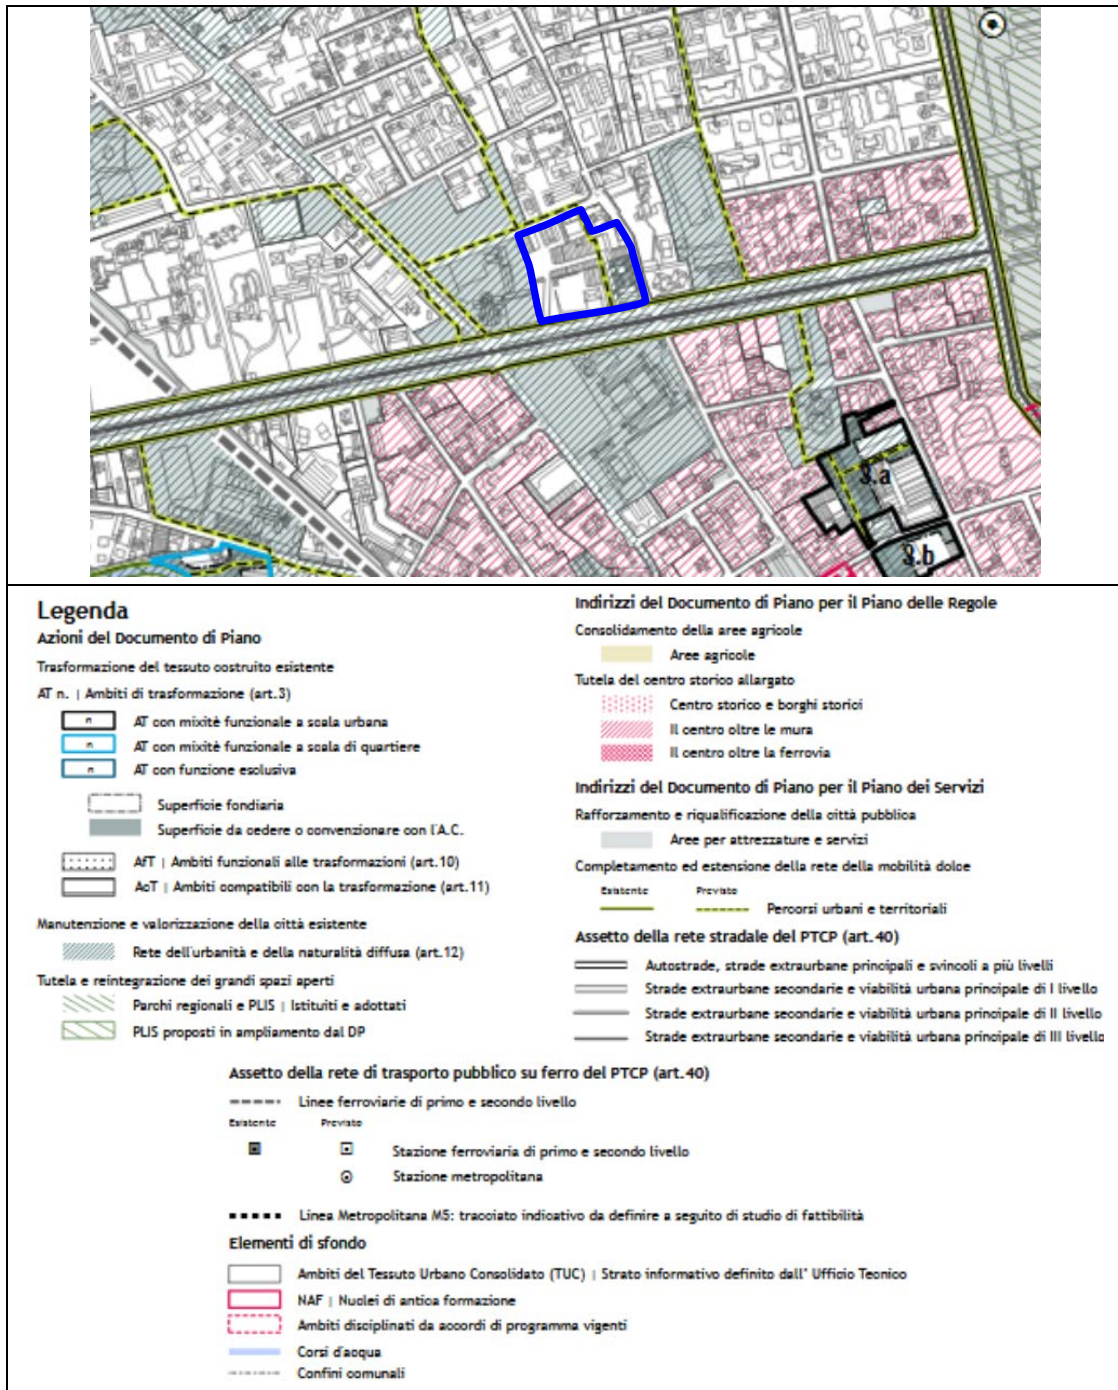 3.a
3.b
Legenda
Azioni del Documento di Piano
Trasformazione del tessuto costruito esistente
AT n. | Ambiti di trasformazione (art.3)
n AT con mixité funzionale a scala urbana
n AT con mixité funzionale a scala di quartiere
n AT con funzione esclusiva
Superficie fondiaria
Superficie da cedere o convenzionare con l'A.C.
AfT | Ambiti funzionali alle trasformazioni (art.10)
AcT | Ambiti compatibili con la trasformazione (art.11)
Manutenzione e valorizzazione della città esistente
Rete dell'urbanità e della naturalità diffusa (art.12)
Tutela e reintegrazione dei grandi spazi aperti
Parchi regionali e PLIS | Istituiti e adottati
PLIS proposti in ampliamento dal DP
Indirizzi del Documento di Piano per il Piano delle Regole
Consolidamento della aree agricole
Aree agricole
Tutela del centro storico allargato
Centro storico e borghi storici
Il centro oltre le mura
Il centro oltre la ferrovia
Indirizzi del Documento di Piano per il Piano dei Servizi
Rafforzamento e riqualificazione della città pubblica
Aree per attrezzature e servizi
Completamento ed estensione della rete della mobilità dolce
Esistente Previsto
Percorsi urbani e territoriali
Assetto della rete stradale del PTCP (art.40)
Autostrade, strade extraurbane principali e svincoli a più livelli
Strade extraurbane secondarie e viabilità urbana principale di I livello
Strade extraurbane secondarie e viabilità urbana principale di II livello
Strade extraurbane secondarie e viabilità urbana principale di III livello
Assetto della rete di trasporto pubblico su ferro del PTCP (art.40)
Linee ferroviarie di primo e secondo livello
Esistente Previsto
Stazione ferroviaria di primo e secondo livello
Stazione metropolitana
Linea Metropolitana M5: tracciato indicativo da definire a seguito di studio di fattibilità
Elementi di sfondo
Ambiti del Tessuto Urbano Consolidato (TUC) | Strato informativo definito dall' Ufficio Tecnico
NAF | Nuclei di antica formazione
Ambiti disciplinati da accordi di programma vigenti
Corsi d'acqua
Confini comunali